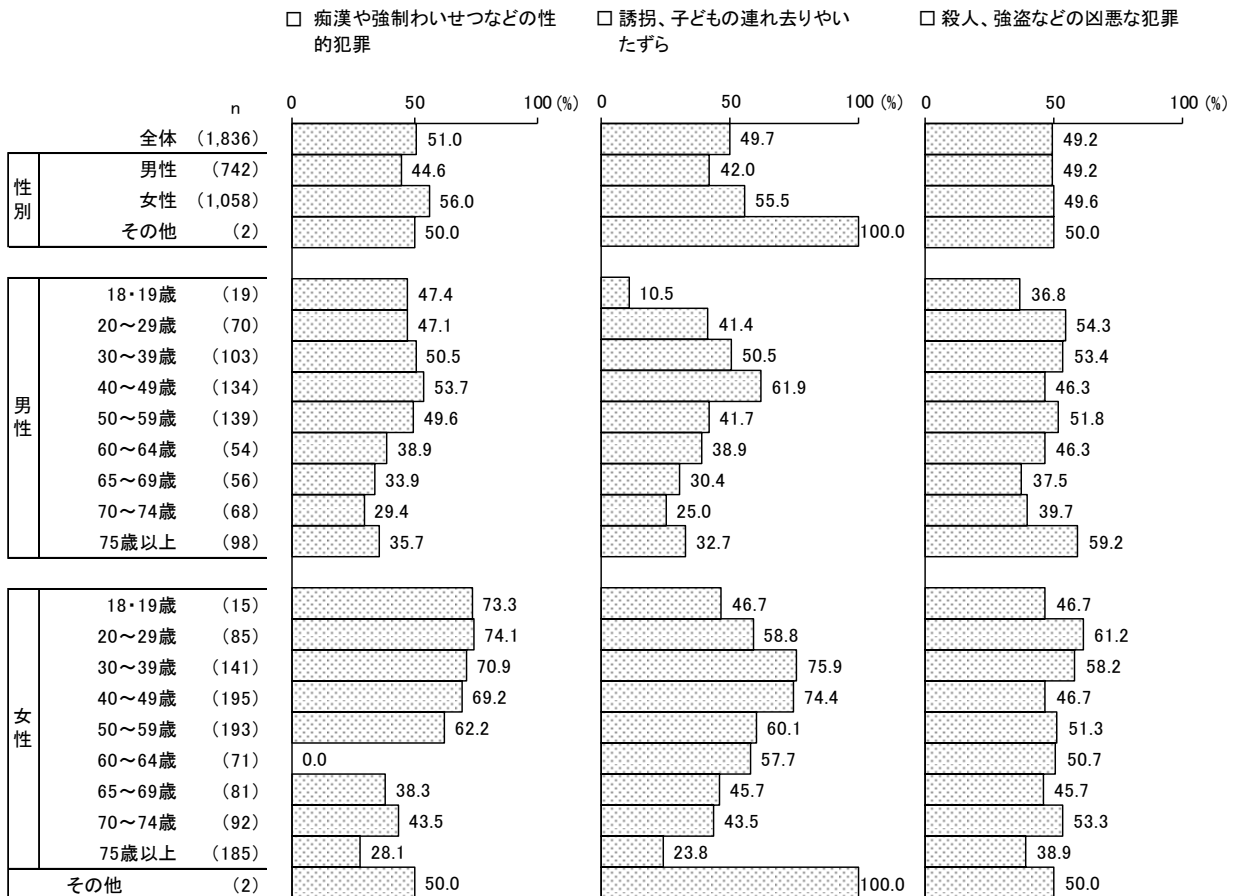 □ 痴漢や強制わいせつなどの性的犯罪
□ 誘拐、子どもの連れ去りやいたずら
□ 殺人、強盗などの凶悪な犯罪
n 0 50 100 (%) 0 50 100 (%) 0 50 100 (%)
全体 (1,836) 51.0 49.7 49.2
性別
男性 (742) 44.6 42.0 49.2
女性 (1,058) 56.0 55.5 49.6
その他 (2) 50.0 100.0 50.0
男性
18・19歳 (19) 47.4 10.5 36.8
20～29歳 (70) 47.1 41.4 54.3
30～39歳 (103) 50.5 50.5 53.4
40～49歳 (134) 53.7 61.9 46.3
50～59歳 (139) 49.6 41.7 51.8
60～64歳 (54) 38.9 38.9 46.3
65～69歳 (56) 33.9 30.4 37.5
70～74歳 (68) 29.4 25.0 39.7
75歳以上 (98) 35.7 32.7 59.2
女性
18・19歳 (15) 73.3 46.7 46.7
20～29歳 (85) 74.1 58.8 61.2
30～39歳 (141) 70.9 75.9 58.2
40～49歳 (195) 69.2 74.4 46.7
50～59歳 (193) 62.2 60.1 51.3
60～64歳 (71) 0.0 57.7 50.7
65～69歳 (81) 38.3 45.7 45.7
70～74歳 (92) 43.5 43.5 53.3
75歳以上 (185) 28.1 23.8 38.9
その他 (2) 50.0 100.0 50.0